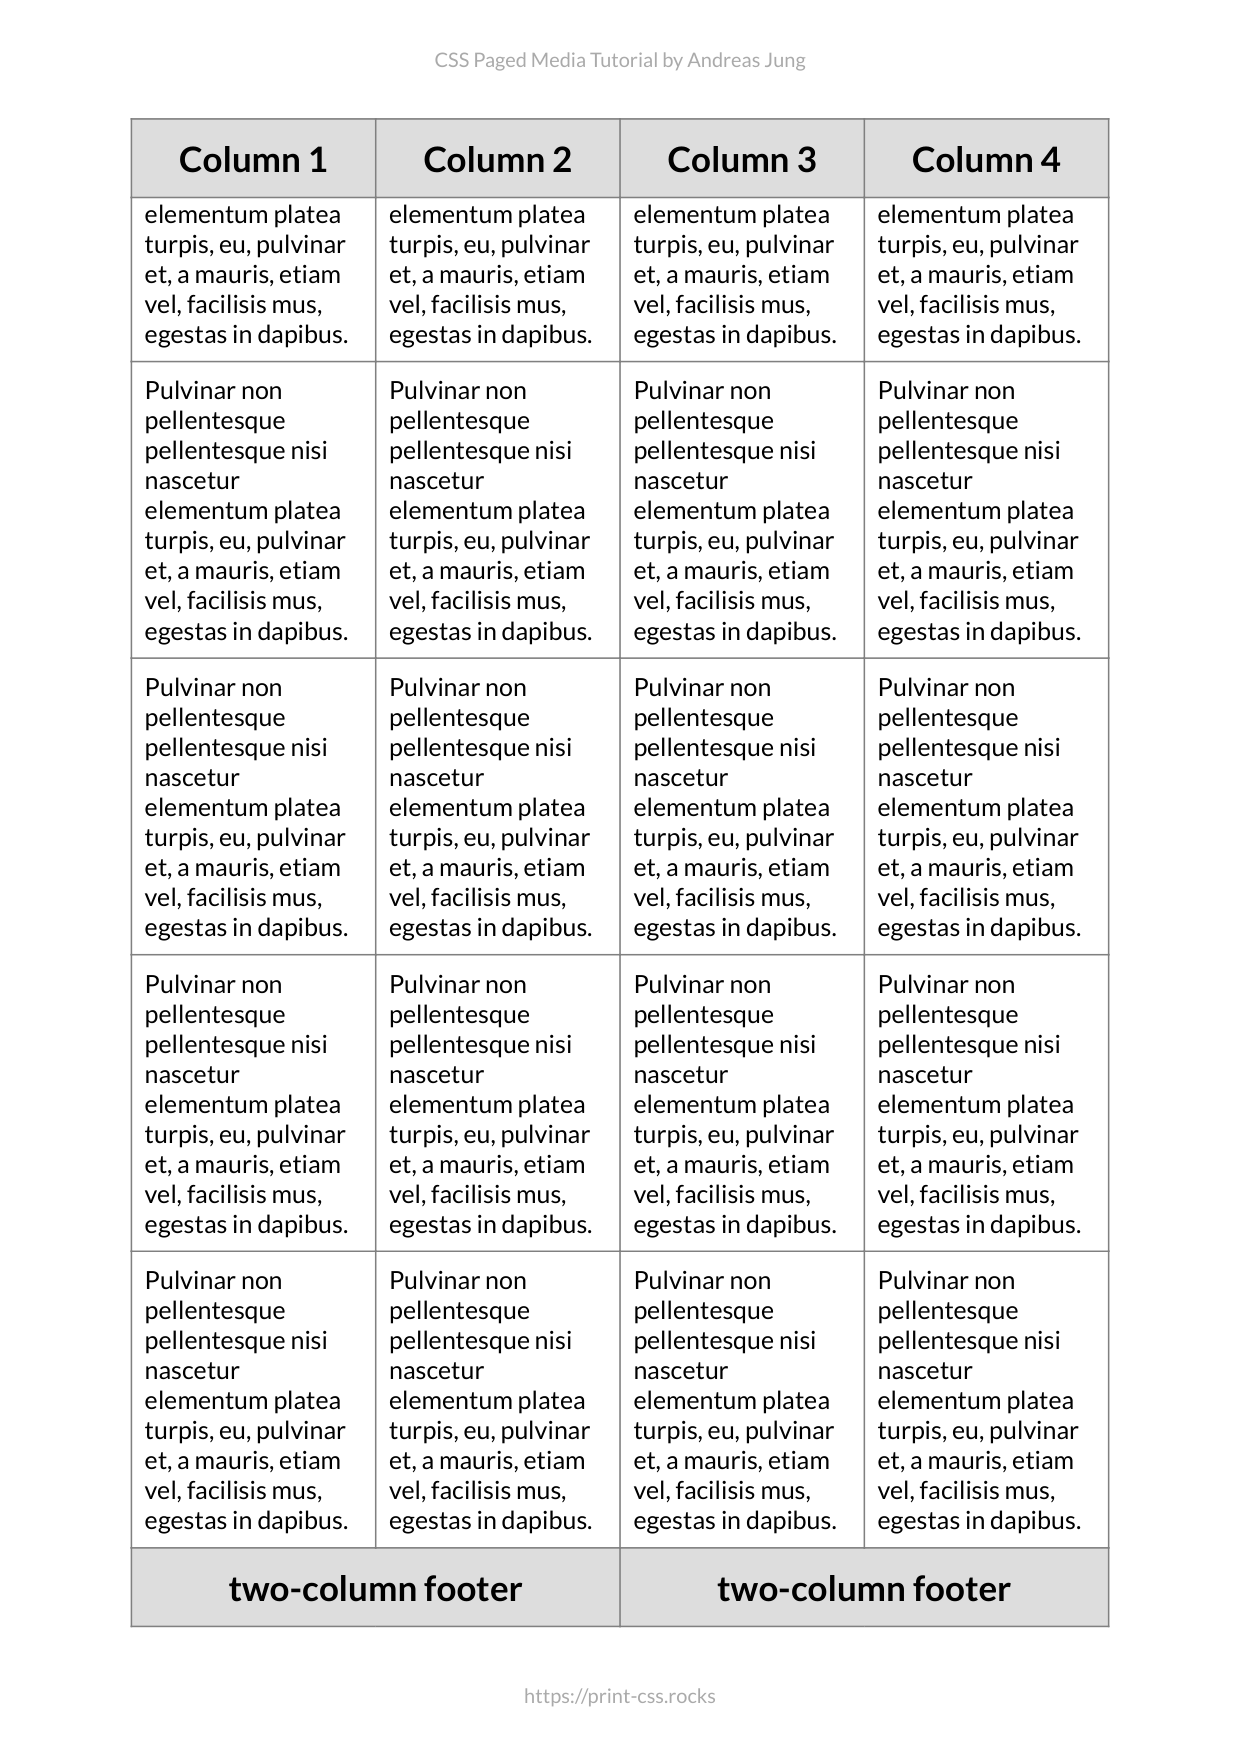 CSS Paged Media Tutorial by Andreas Jung
Column 1 Column 2 Column 3 Column 4
elementum platea elementum platea elementum platea elementum platea
turpis, eu, pulvinar turpis, eu, pulvinar turpis, eu, pulvinar turpis, eu, pulvinar
et, a mauris, etiam et, a mauris, etiam et, a mauris, etiam et, a mauris, etiam
vel, facilisis mus, vel, facilisis mus, vel, facilisis mus, vel, facilisis mus,
egestas in dapibus. egestas in dapibus. egestas in dapibus. egestas in dapibus.
Pulvinar non Pulvinar non Pulvinar non Pulvinar non
pellentesque pellentesque pellentesque pellentesque
pellentesque nisi pellentesque nisi pellentesque nisi pellentesque nisi
nascetur nascetur nascetur nascetur
elementum platea elementum platea elementum platea elementum platea
turpis, eu, pulvinar turpis, eu, pulvinar turpis, eu, pulvinar turpis, eu, pulvinar
et, a mauris, etiam et, a mauris, etiam et, a mauris, etiam et, a mauris, etiam
vel, facilisis mus, vel, facilisis mus, vel, facilisis mus, vel, facilisis mus,
egestas in dapibus. egestas in dapibus. egestas in dapibus. egestas in dapibus.
Pulvinar non Pulvinar non Pulvinar non Pulvinar non
pellentesque pellentesque pellentesque pellentesque
pellentesque nisi pellentesque nisi pellentesque nisi pellentesque nisi
nascetur nascetur nascetur nascetur
elementum platea elementum platea elementum platea elementum platea
turpis, eu, pulvinar turpis, eu, pulvinar turpis, eu, pulvinar turpis, eu, pulvinar
et, a mauris, etiam et, a mauris, etiam et, a mauris, etiam et, a mauris, etiam
vel, facilisis mus, vel, facilisis mus, vel, facilisis mus, vel, facilisis mus,
egestas in dapibus. egestas in dapibus. egestas in dapibus. egestas in dapibus.
Pulvinar non Pulvinar non Pulvinar non Pulvinar non
pellentesque pellentesque pellentesque pellentesque
pellentesque nisi pellentesque nisi pellentesque nisi pellentesque nisi
nascetur nascetur nascetur nascetur
elementum platea elementum platea elementum platea elementum platea
turpis, eu, pulvinar turpis, eu, pulvinar turpis, eu, pulvinar turpis, eu, pulvinar
et, a mauris, etiam et, a mauris, etiam et, a mauris, etiam et, a mauris, etiam
vel, facilisis mus, vel, facilisis mus, vel, facilisis mus, vel, facilisis mus,
egestas in dapibus. egestas in dapibus. egestas in dapibus. egestas in dapibus.
Pulvinar non Pulvinar non Pulvinar non Pulvinar non
pellentesque pellentesque pellentesque pellentesque
pellentesque nisi pellentesque nisi pellentesque nisi pellentesque nisi
nascetur nascetur nascetur nascetur
elementum platea elementum platea elementum platea elementum platea
turpis, eu, pulvinar turpis, eu, pulvinar turpis, eu, pulvinar turpis, eu, pulvinar
et, a mauris, etiam et, a mauris, etiam et, a mauris, etiam et, a mauris, etiam
vel, facilisis mus, vel, facilisis mus, vel, facilisis mus, vel, facilisis mus,
egestas in dapibus. egestas in dapibus. egestas in dapibus. egestas in dapibus.
two-column footer two-column footer
https://print-css.rocks